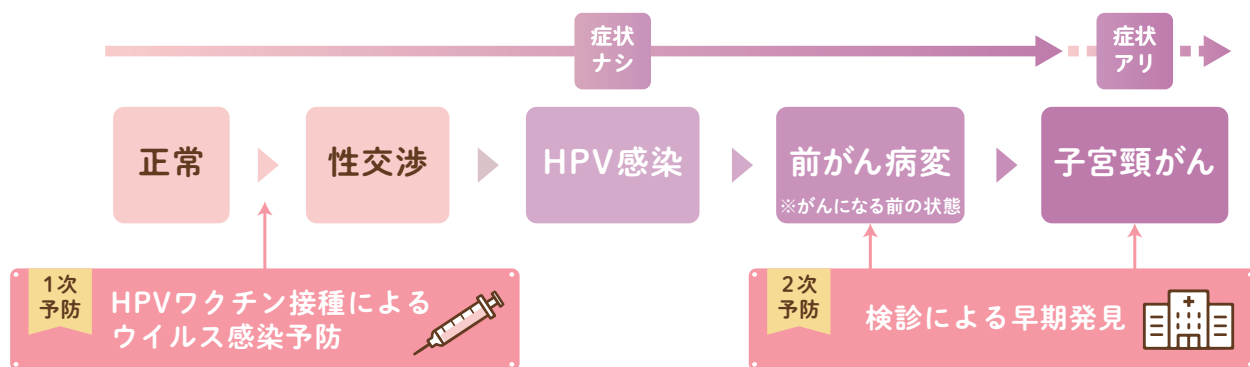 症状
ナシ
症状
アリ
正常
性交渉
HPV感染
前がん病変
※がんになる前の状態
子宮頸がん
1次
予防
HPVワクチン接種による
ウイルス感染予防
2次
予防
検診による早期発見